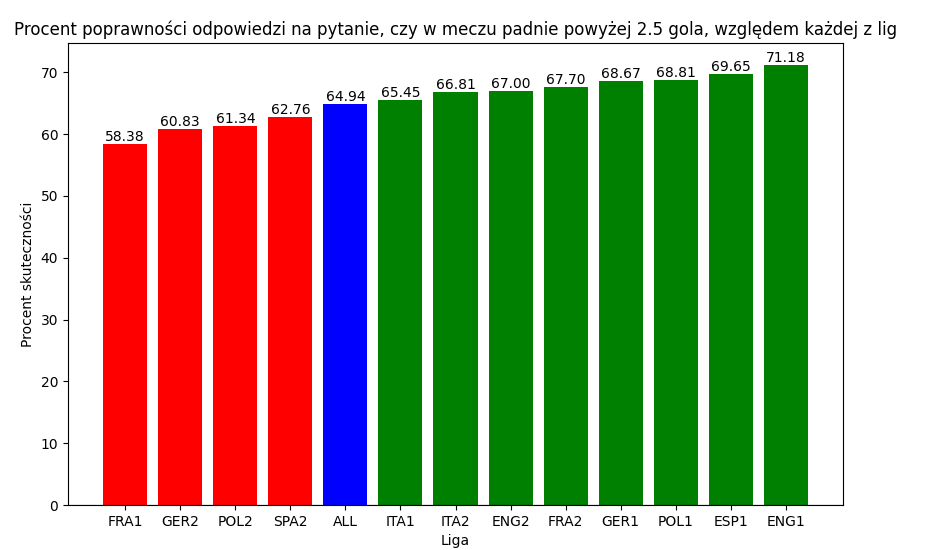 Procent poprawności odpowiedzi na pytanie, czy w meczu padnie powyżej 2.5 gola, względem każdej z lig
Procent skuteczności
70
60
50
40
30
20
10
0
58.38
60.83
61.34
62.76
64.94
65.45
66.81
67.00
67.70
68.67
68.81
69.65
71.18
FRA1
GER2
POL2
SPA2
ALL
ITA1
ITA2
ENG2
FRA2
GER1
POL1
ESP1
ENG1
Liga